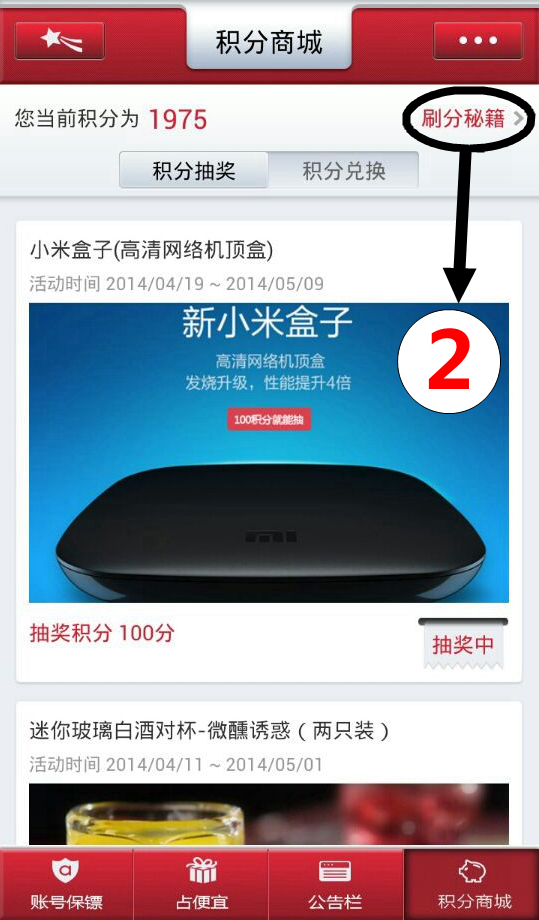 积分商城
您当前积分为 1975
刷分秘籍
积分抽奖
积分兑换
小米盒子(高清网络机顶盒)
活动时间 2014/04/19 ~ 2014/05/09
新小米盒子
高清网络机顶盒
发烧升级，性能提升4倍
100积分就能抽
2
mi
抽奖积分 100分
抽奖中
迷你玻璃白酒对杯-微醺诱惑（两只装）
活动时间 2014/04/11 ~ 2014/05/01
账号保镖
占便宜
公告栏
积分商城